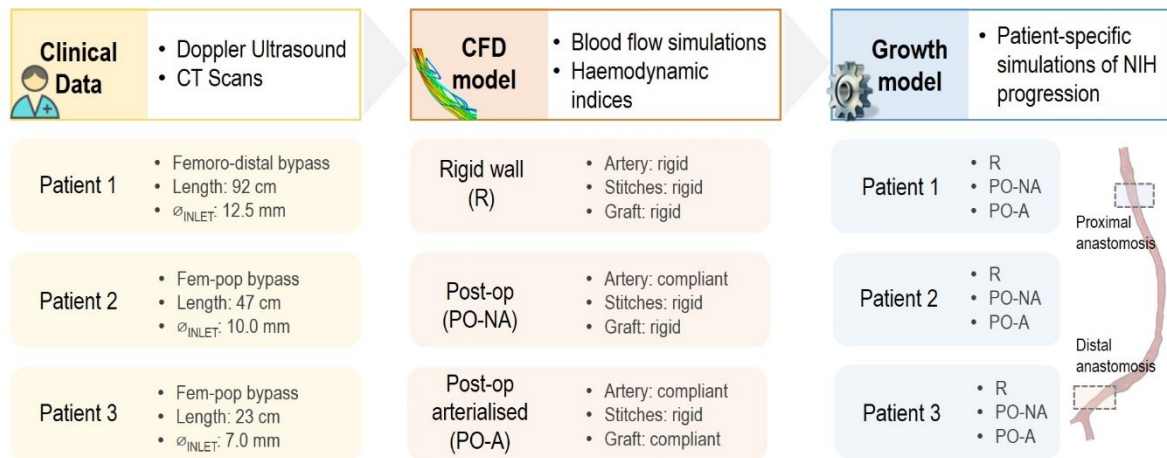 Clinical
Data
• Doppler Ultrasound
• CT Scans
CFD
model
• Blood flow simulations
• Haemodynamic
indices
Growth
model
• Patient-specific
simulations of NIH
progression
Patient 1
• Femoro-distal bypass
• Length: 92 cm
• ⌀INLET: 12.5 mm
Rigid wall
(R)
• Artery: rigid
• Stitches: rigid
• Graft: rigid
Patient 1
• R
• PO-NA
• PO-A
Proximal
anastomosis
Patient 2
• Fem-pop bypass
• Length: 47 cm
• ⌀INLET: 10.0 mm
Post-op
(PO-NA)
• Artery: compliant
• Stitches: rigid
• Graft: rigid
Patient 2
• R
• PO-NA
• PO-A
Distal
anastomosis
Patient 3
• Fem-pop bypass
• Length: 23 cm
• ⌀INLET: 7.0 mm
Post-op
arterialised
(PO-A)
• Artery: compliant
• Stitches: rigid
• Graft: compliant
Patient 3
• R
• PO-NA
• PO-A